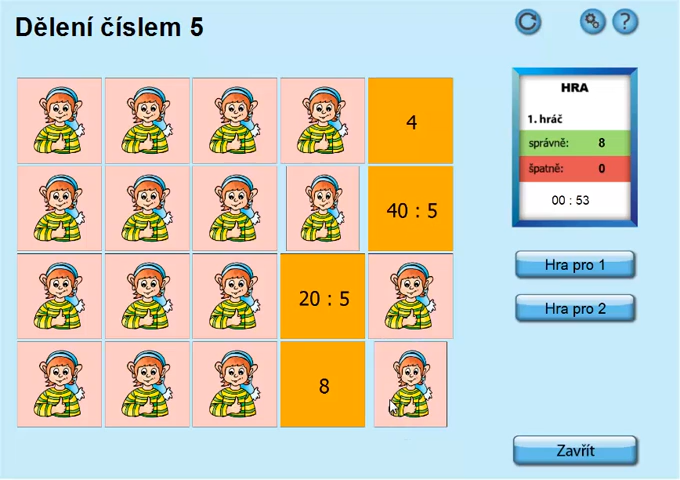 Dělení číslem 5
HRA
1. hráč
správně: 8
špatně: 0
00 : 53
4
40 : 5
20 : 5
8
Hra pro 1
Hra pro 2
Zavřít
?